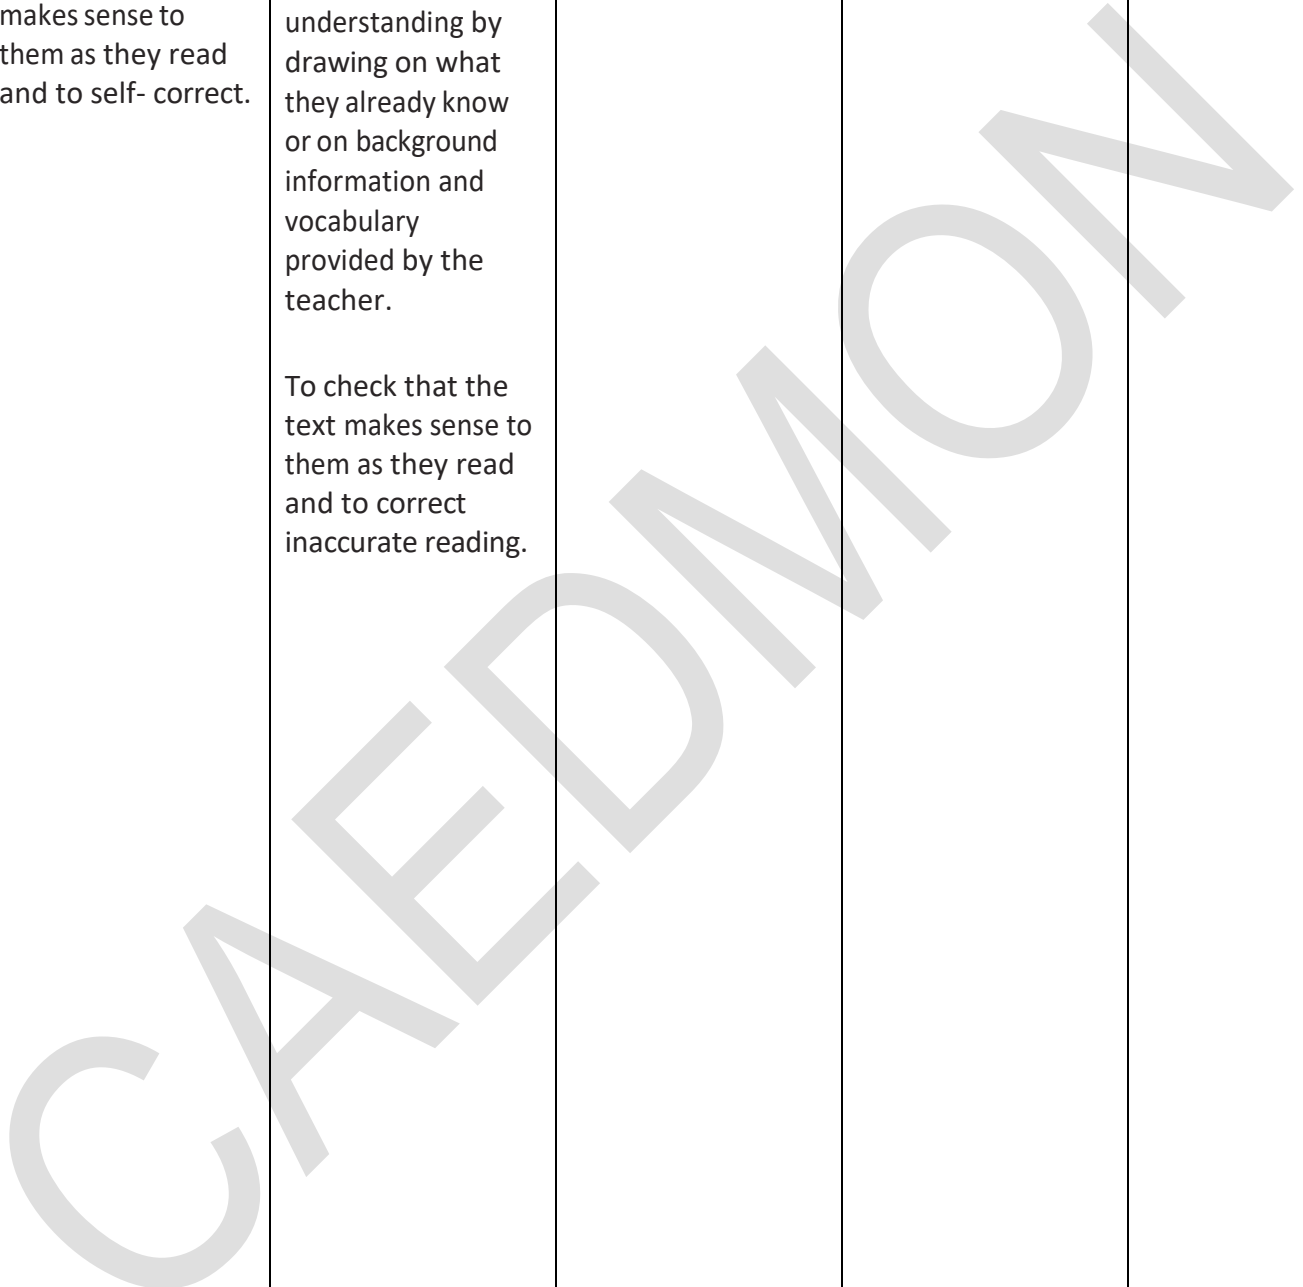 makes sense to
them as they read
and to self- correct.
understanding by
drawing on what
they already know
or on background
information and
vocabulary
provided by the
teacher.
To check that the
text makes sense to
them as they read
and to correct
inaccurate reading.
CAEDMON